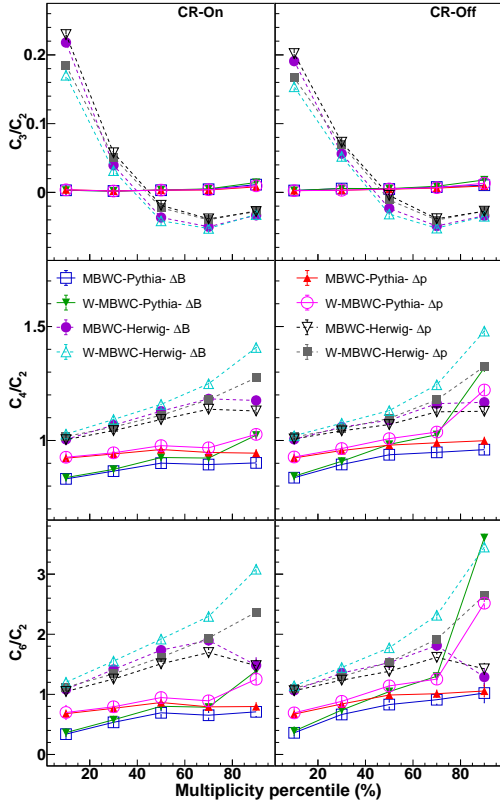 CR-On CR-Off
C3/C2
0.2
0.1
0
C4/C2
1.5
1
MBWC-Pythia- ΔB
W-MBWC-Pythia- ΔB
MBWC-Herwig- ΔB
W-MBWC-Herwig- ΔB
MBWC-Pythia- Δp
W-MBWC-Pythia- Δp
MBWC-Herwig- Δp
W-MBWC-Herwig- Δp
C6/C2
3
2
1
0
20 40 60 80 20 40 60 80
Multiplicity percentile (%)